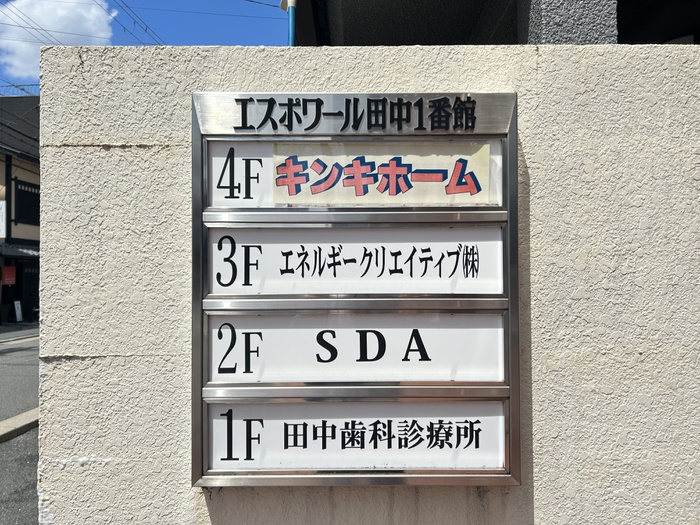 エスポワール田中1番館
4F キンキホーム
3F エネルギークリエイティブ㈱
2F SDA
1F 田中歯科診療所